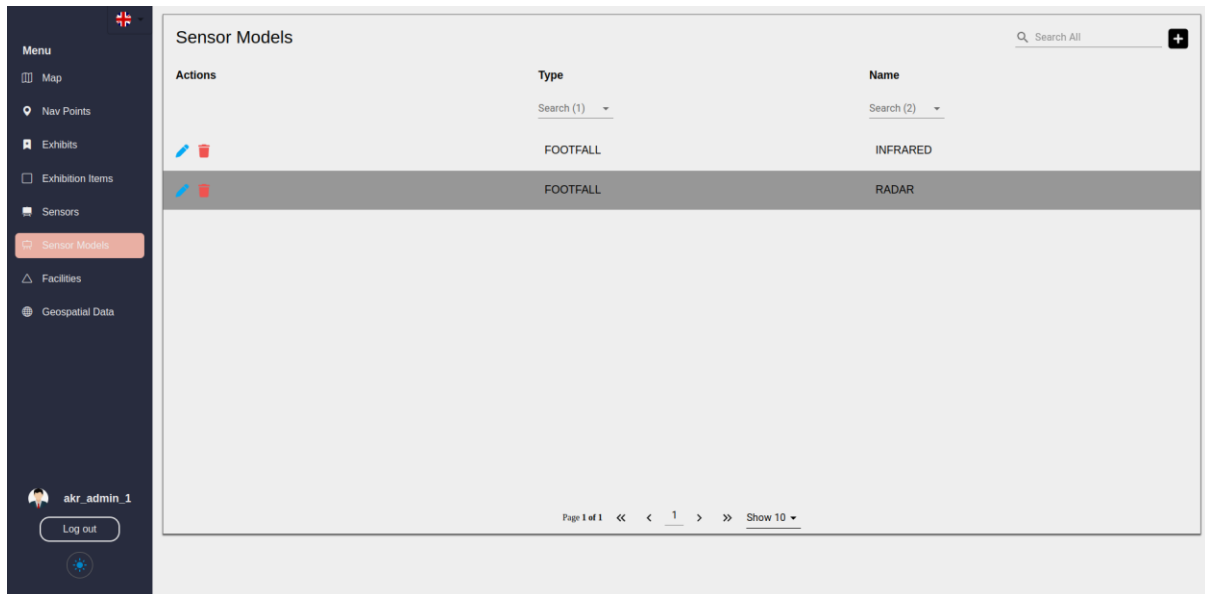 Menu
Map
Nav Points
Exhibits
Exhibition Items
Sensors
Sensor Models
Facilities
Geospatial Data
akr_admin_1
Log out
Sensor Models
Search All
Actions Type Name
Search (1) Search (2)
FOOTFALL INFRARED
FOOTFALL RADAR
Page 1 of 1 « ‹ 1 › » Show 10